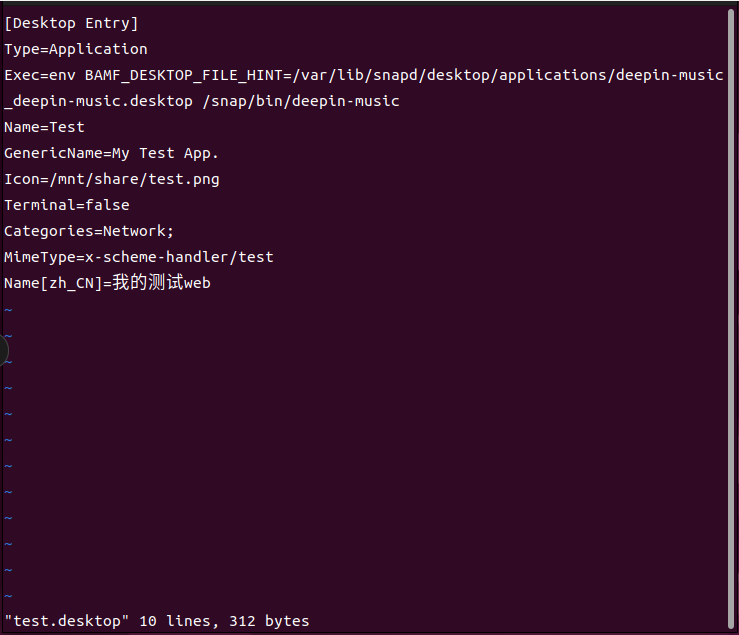 [Desktop Entry]
Type=Application
Exec=env BAMF_DESKTOP_FILE_HINT=/var/lib/snapd/desktop/applications/deepin-music
_deepin-music.desktop /snap/bin/deepin-music
Name=Test
GenericName=My Test App.
Icon=/mnt/share/test.png
Terminal=false
Categories=Network;
MimeType=x-scheme-handler/test
Name[zh_CN]=我的测试web
~
~
~
~
~
~
~
~
~
~
~
~
"test.desktop" 10 lines, 312 bytes